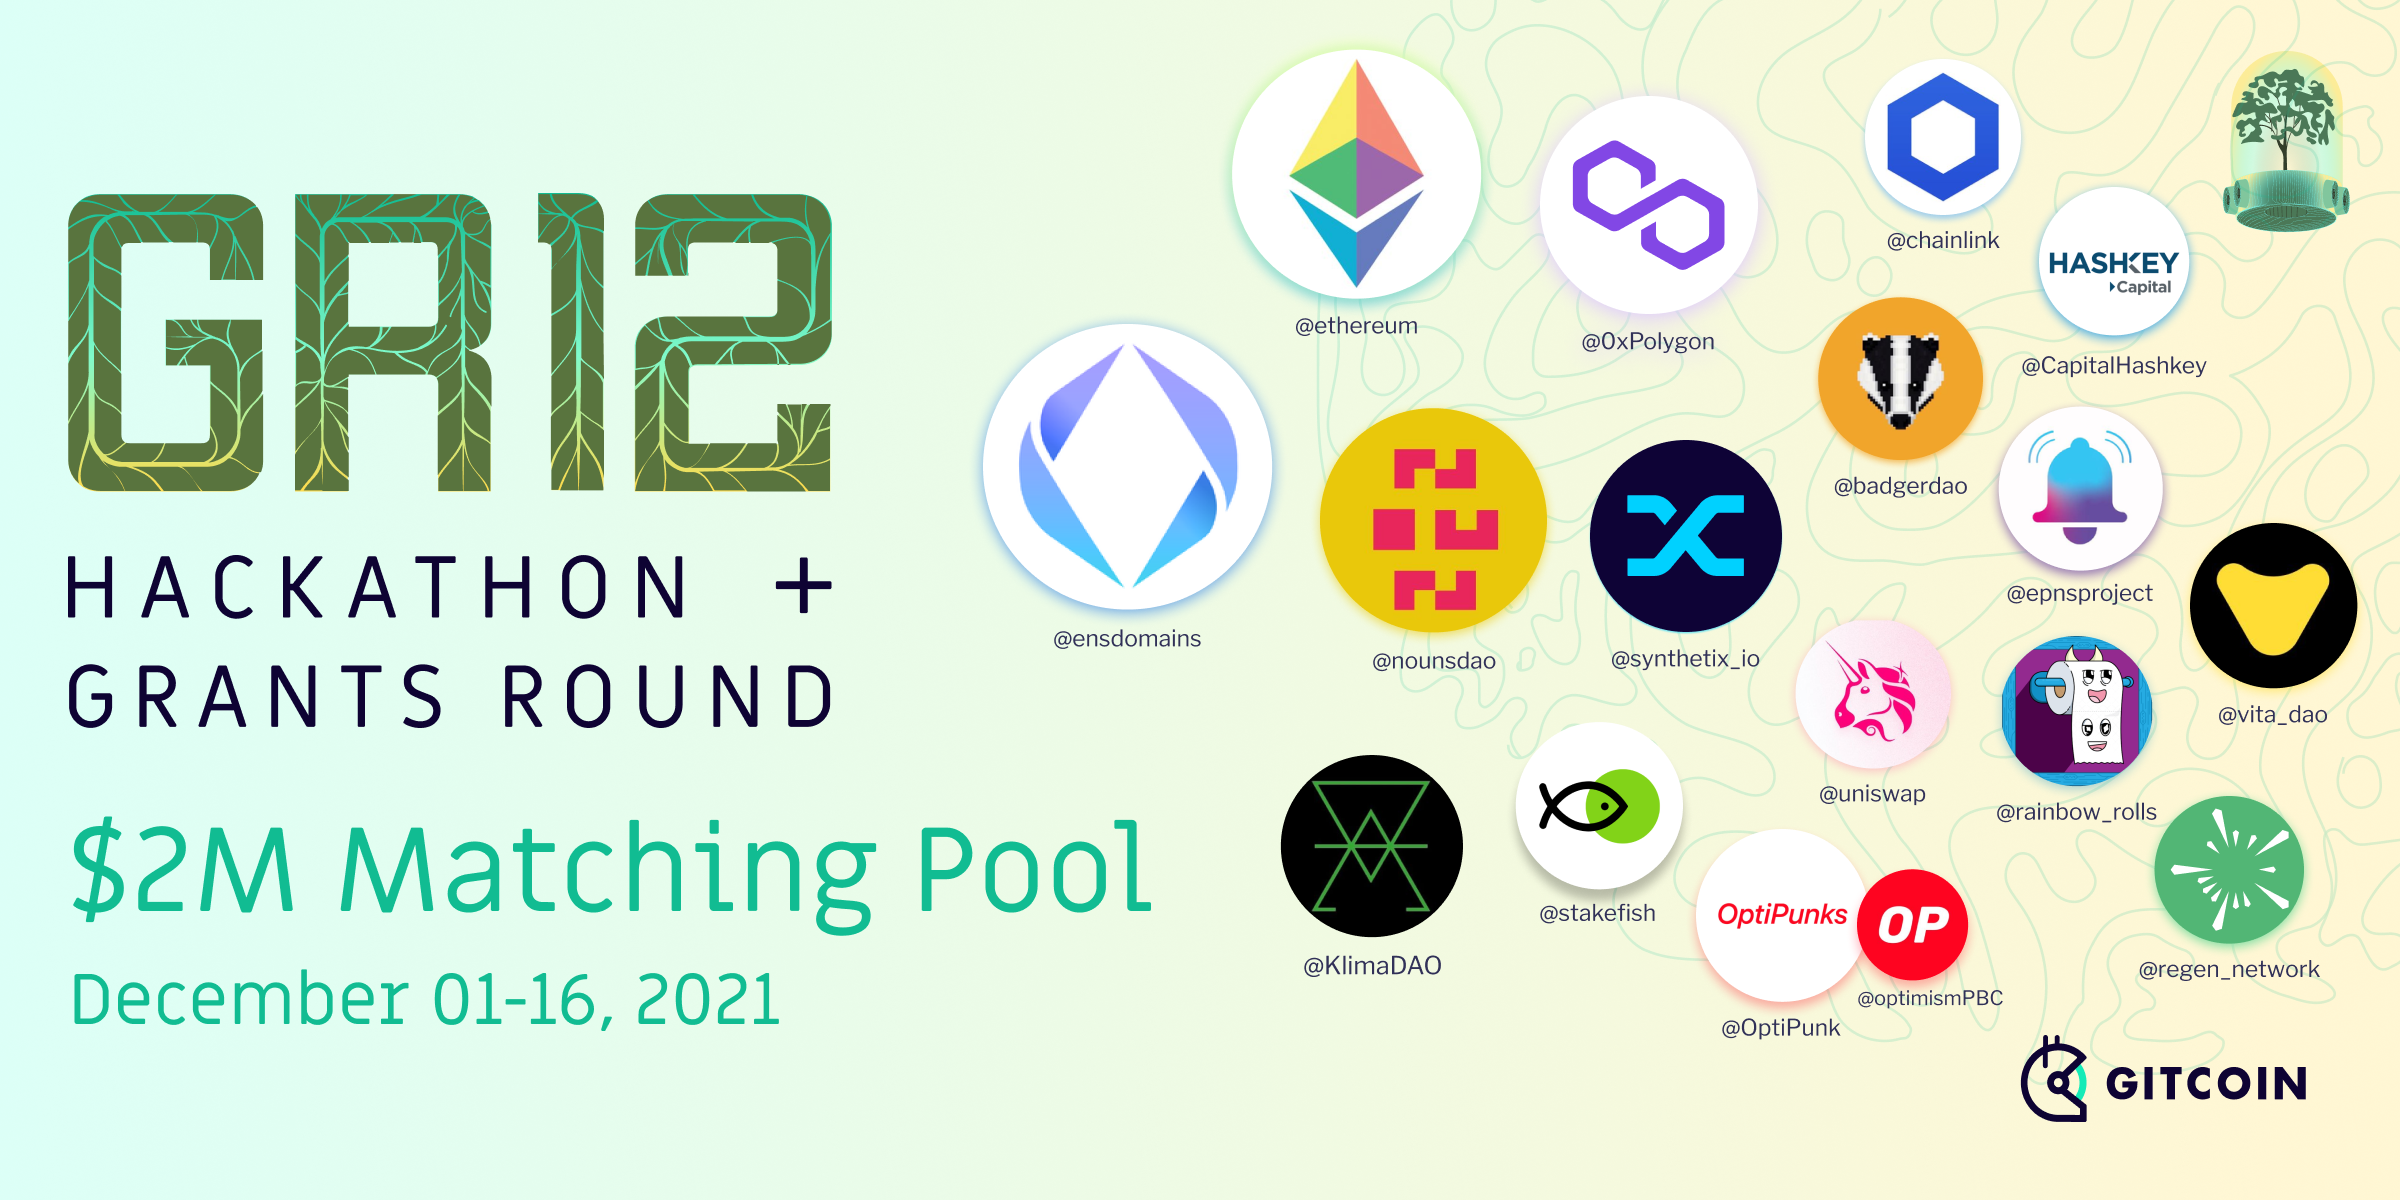 GR12
HACKATHON +
GRANTS ROUND
$2M Matching Pool
December 01-16, 2021
@ethereum
@0xPolygon
@chainlink
HASHKEY
Capital
@CapitalHashkey
@ensdomains
@nounsdao
@synthetix_io
@badgerdao
@epnsproject
@vita_dao
@uniswap
@rainbow_rolls
@KlimaDAO
@stakefish
OptiPunks
@OptiPunk
OP
@optimismPBC
@regen_network
GITCOIN